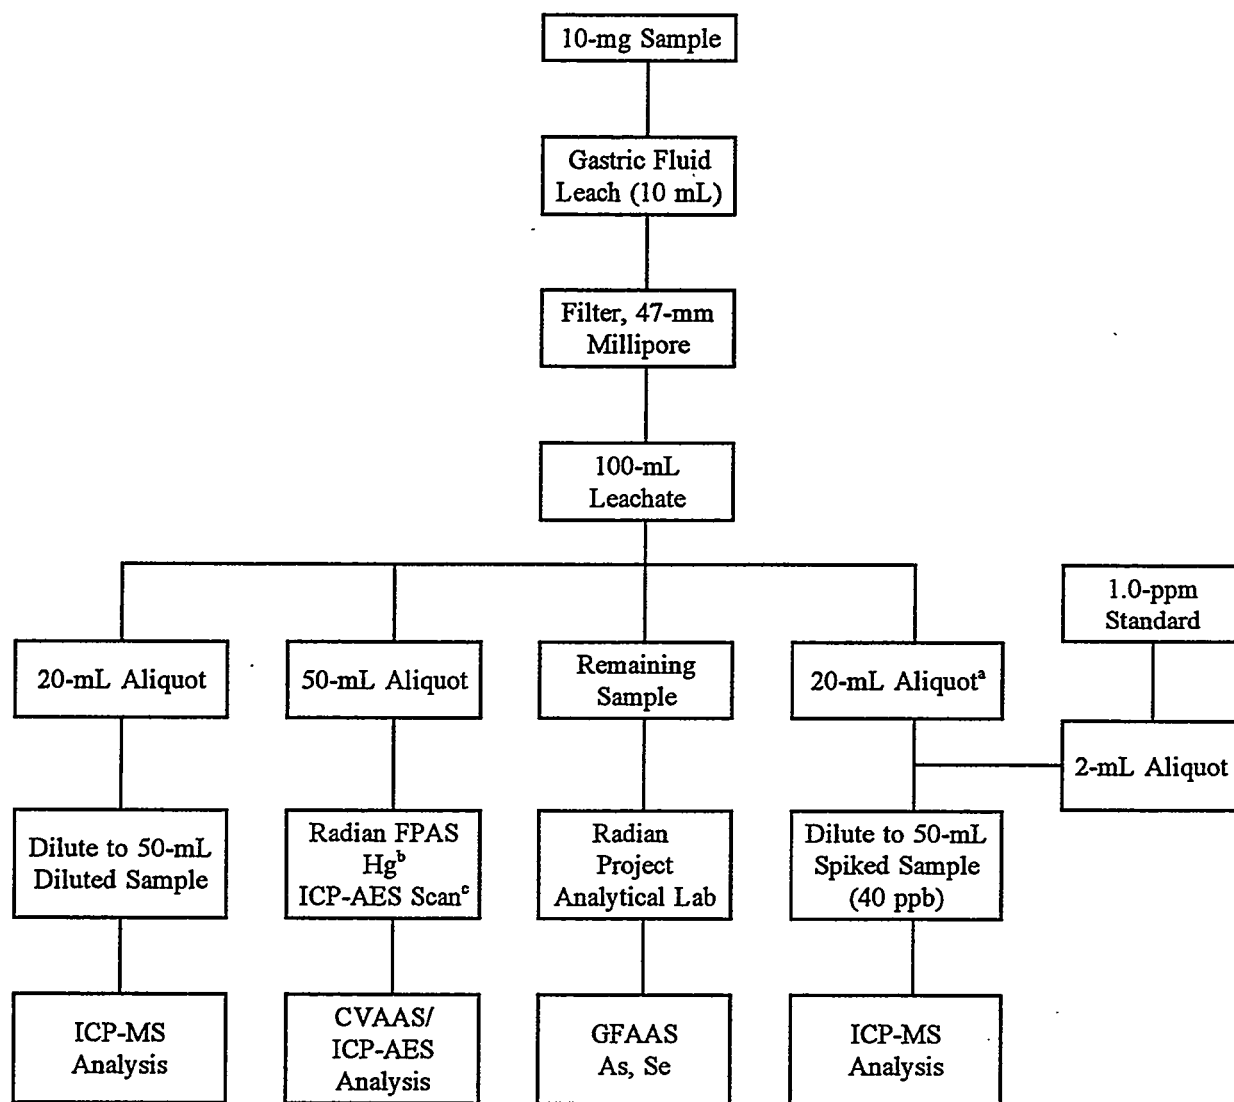 10-mg Sample
Gastric Fluid
Leach (10 mL)
Filter, 47-mm
Millipore
100-mL
Leachate
1.0-ppm
Standard
20-mL Aliquot
50-mL Aliquot
Remaining
Sample
20-mL Aliquotᵃ
2-mL Aliquot
Dilute to 50-mL
Diluted Sample
Radian FPAS
Hgᵇ
ICP-AES Scanᶜ
Radian
Project
Analytical Lab
Dilute to 50-mL
Spiked Sample
(40 ppb)
ICP-MS
Analysis
CVAAS/
ICP-AES
Analysis
GFAAS
As, Se
ICP-MS
Analysis